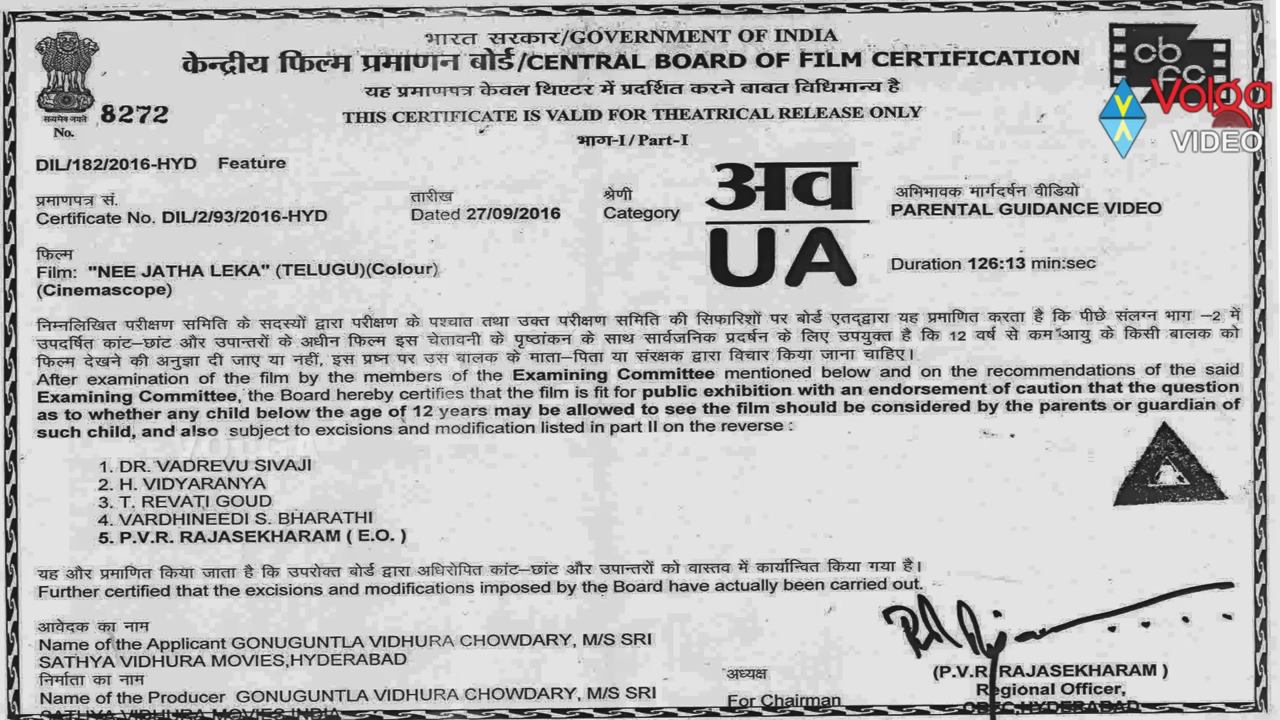 भारत सरकार/GOVERNMENT OF INDIA
केन्द्रीय फिल्म प्रमाणन बोर्ड/CENTRAL BOARD OF FILM CERTIFICATION
cbfc
यह प्रमाणपत्र केवल थिएटर में प्रदर्शित करने बाबत विधिमान्य है
Volga
VIDEO
सत्यमेव जयते
No. 8272
THIS CERTIFICATE IS VALID FOR THEATRICAL RELEASE ONLY
भाग-I/Part-I
DIL/182/2016-HYD Feature
प्रमाणपत्र सं.
Certificate No. DIL/2/93/2016-HYD
तारीख
Dated 27/09/2016
श्रेणी
Category
अव
UA
अभिभावक मार्गदर्शन वीडियो
PARENTAL GUIDANCE VIDEO
फिल्म
Film: "NEE JATHA LEKA" (TELUGU)(Colour)
(Cinemascope)
Duration 126:13 min:sec
निम्नलिखित परीक्षण समिति के सदस्यों द्वारा परीक्षण के पश्चात तथा उक्त परीक्षण समिति की सिफारिशों पर बोर्ड एतद्द्वारा यह प्रमाणित करता है कि पीछे संलग्न भाग -2 में
उपदर्शित कांट-छांट और उपान्तरों के अधीन फिल्म इस चेतावनी के पृष्ठांकन के साथ सार्वजनिक प्रदर्षन के लिए उपयुक्त है कि 12 वर्ष से कम आयु के किसी बालक को
फिल्म देखने की अनुज्ञा दी जाए या नहीं, इस प्रश्न पर उस बालक के माता-पिता या संरक्षक द्वारा विचार किया जाना चाहिए।
After examination of the film by the members of the Examining Committee mentioned below and on the recommendations of the said
Examining Committee, the Board hereby certifies that the film is fit for public exhibition with an endorsement of caution that the question
as to whether any child below the age of 12 years may be allowed to see the film should be considered by the parents or guardian of
such child, and also subject to excisions and modification listed in part II on the reverse :
1. DR. VADREVU SIVAJI
2. H. VIDYARANYA
3. T. REVATI GOUD
4. VARDHINEEDI S. BHARATHI
5. P.V.R. RAJASEKHARAM ( E.O. )
यह और प्रमाणित किया जाता है कि उपरोक्त बोर्ड द्वारा अधिरोपित कांट-छांट और उपान्तरों को वास्तव में कार्यान्वित किया गया है।
Further certified that the excisions and modifications imposed by the Board have actually been carried out.
आवेदक का नाम
Name of the Applicant GONUGUNTLA VIDHURA CHOWDARY, M/S SRI
SATHYA VIDHURA MOVIES,HYDERABAD
निर्माता का नाम
Name of the Producer GONUGUNTLA VIDHURA CHOWDARY, M/S SRI
SATHYA VIDHURA MOVIES,INDIA
अध्यक्ष
For Chairman
(P.V.R. RAJASEKHARAM )
Regional Officer,
CBFC,HYDERABAD